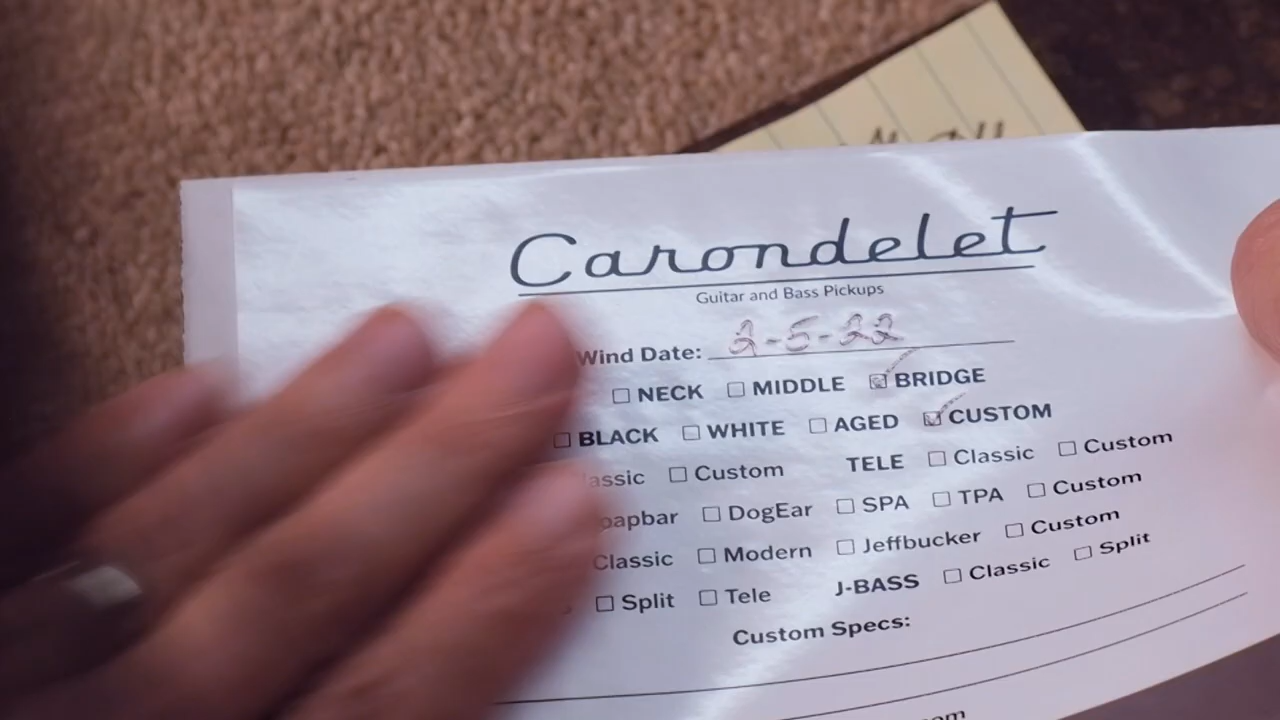 Carondelet
Guitar and Bass Pickups
Wind Date: 2-5-22
☐ NECK ☐ MIDDLE ☑ BRIDGE
☐ BLACK ☐ WHITE ☐ AGED ☑ CUSTOM
☐ Custom TELE ☐ Classic ☐ Custom
☐ DogEar ☐ SPA ☐ TPA ☐ Custom
Classic ☐ Modern ☐ Jeffbucker ☐ Custom
☐ Split ☐ Tele J-BASS ☐ Classic ☐ Split
Custom Specs: